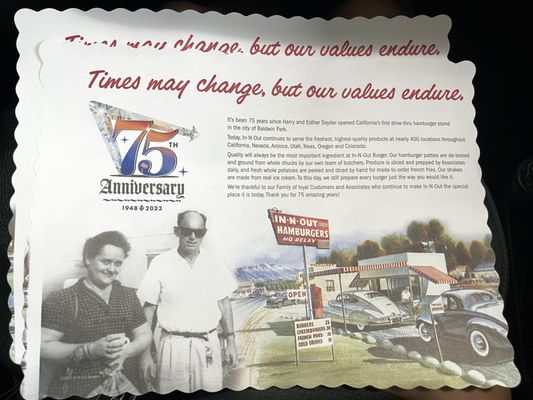 Times may change, but our values endure.
Times may change, but our values endure.
It's been 75 years since Harry and Esther Snyder opened California's first drive-thru hamburger stand
in the city of Baldwin Park.
Today, In-N-Out continues to serve the freshest, highest-quality products at nearly 400 locations throughout
California, Nevada, Arizona, Utah, Texas, Oregon and Colorado.
Quality will always be the most important ingredient at In-N-Out Burger. Our hamburger patties are de-boned
and ground from whole chucks by our own team of butchers. Produce is sliced and prepped by Associates
daily, and fresh whole potatoes are peeled and diced by hand for made-to-order french fries. Our shakes
are made from real ice cream. To this day, we still prepare every burger just the way you would like it.
We're thankful to our Family of loyal Customers and Associates who continue to make In-N-Out the special
place it is today. Thank you for 75 amazing years!
75TH
Anniversary
1948 2023
IN-N-OUT
HAMBURGERS
NO DELAY
OPEN
BURGERS 25
CHEESEBURGERS 30
FRENCH FRIES 15
COLD DRINKS 10
BURGERS
FRENCH
FRIES
COLD DRINKS